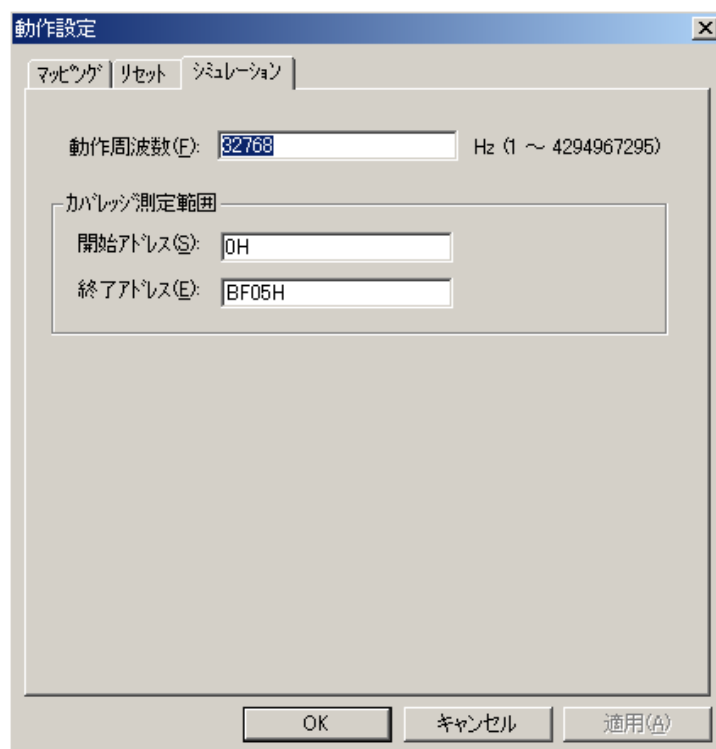 動作設定
ﾏｯﾋﾟﾝｸﾞ ﾘｾｯﾄ ｼﾐｭﾚｰｼｮﾝ
動作周波数(F): 32768 Hz (1 ～ 4294967295)
ｶﾊﾞﾚｯｼﾞ測定範囲
開始ｱﾄﾞﾚｽ(S): 0H
終了ｱﾄﾞﾚｽ(E): BF05H
OK ｷｬﾝｾﾙ 適用(A)